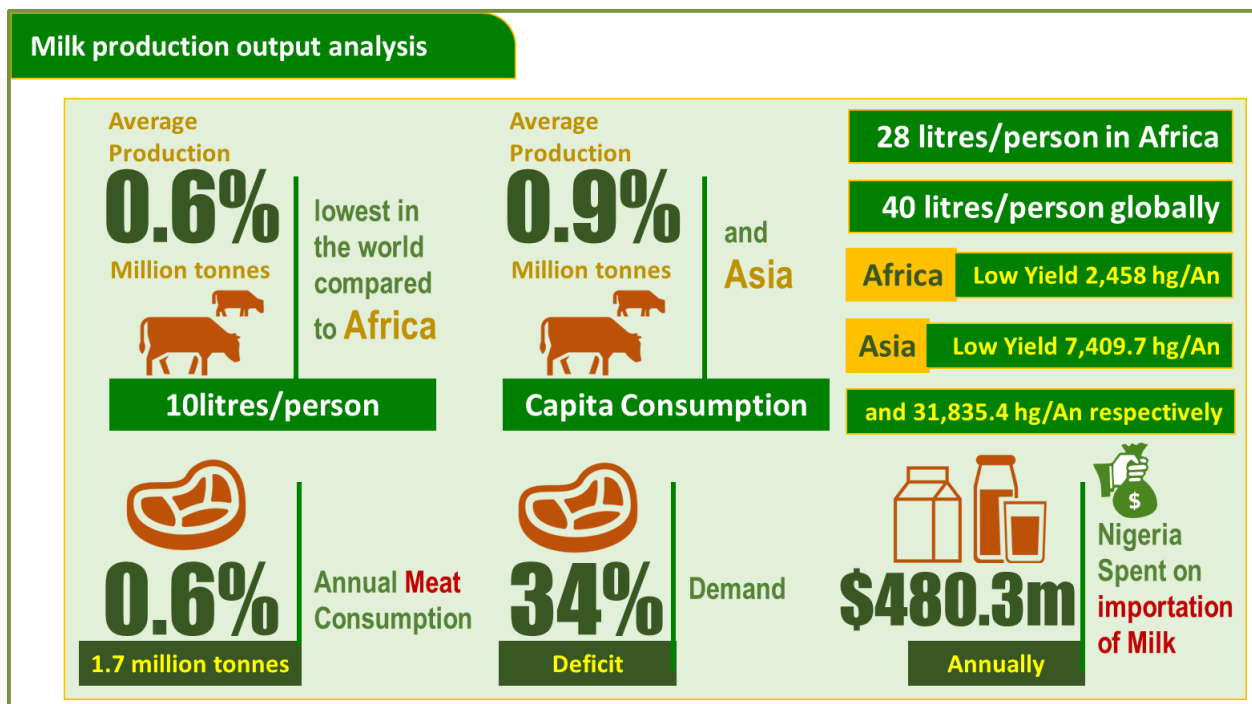 Milk production output analysis
Average
Production
0.6%
Million tonnes
lowest in
the world
compared
to Africa
10litres/person
Average
Production
0.9%
Million tonnes
and
Asia
Capita Consumption
28 litres/person in Africa
40 litres/person globally
Africa Low Yield 2,458 hg/An
Asia Low Yield 7,409.7 hg/An
and 31,835.4 hg/An respectively
0.6%
1.7 million tonnes
Annual Meat
Consumption
34%
Deficit
Demand
$480.3m
Annually
$
Nigeria
Spent on
importation
of Milk